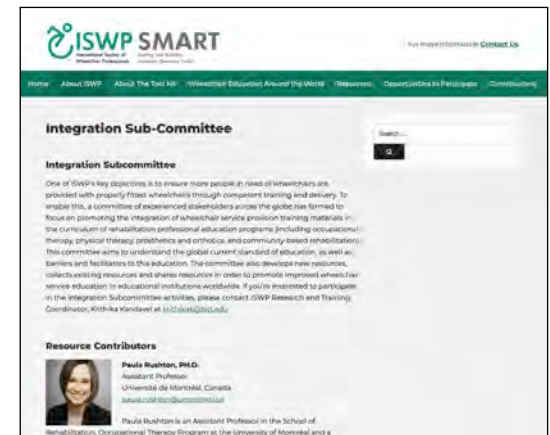 ISWP SMART
International Society of
Wheelchair Professionals
For more information Contact Us
Home About ISWP About The Tool Kit Wheelchair Education Around the World Resources Opportunities to Participate Contributors
Integration Sub-Committee
Search …
Integration Subcommittee
One of ISWP's key objectives is to ensure more people in need of wheelchairs are
provided with properly fitted wheelchairs through competent training and delivery. To
enable this, a committee of experienced stakeholders across the globe has formed to
focus on promoting the integration of wheelchair service provision training materials in
the curriculum of rehabilitation professional education programs (including occupational
therapy, physical therapy, prosthetics and orthotics, and community-based rehabilitation).
This committee aims to understand the global current standard of education, as well as
barriers and facilitators to this education. The committee also develops new resources,
collects existing resources and shares resources in order to promote improved wheelchair
service education in educational institutions worldwide. If you're interested to participate
in the Integration Subcommittee activities, please contact ISWP Research and Training
Coordinator, Krithika Kandavel at
Resource Contributors
Paula Rushton, PH.D.
Assistant Professor
Université de Montréal, Canada
Paula Rushton is an Assistant Professor in the School of
Rehabilitation, Occupational Therapy Program at the University of Montréal and a